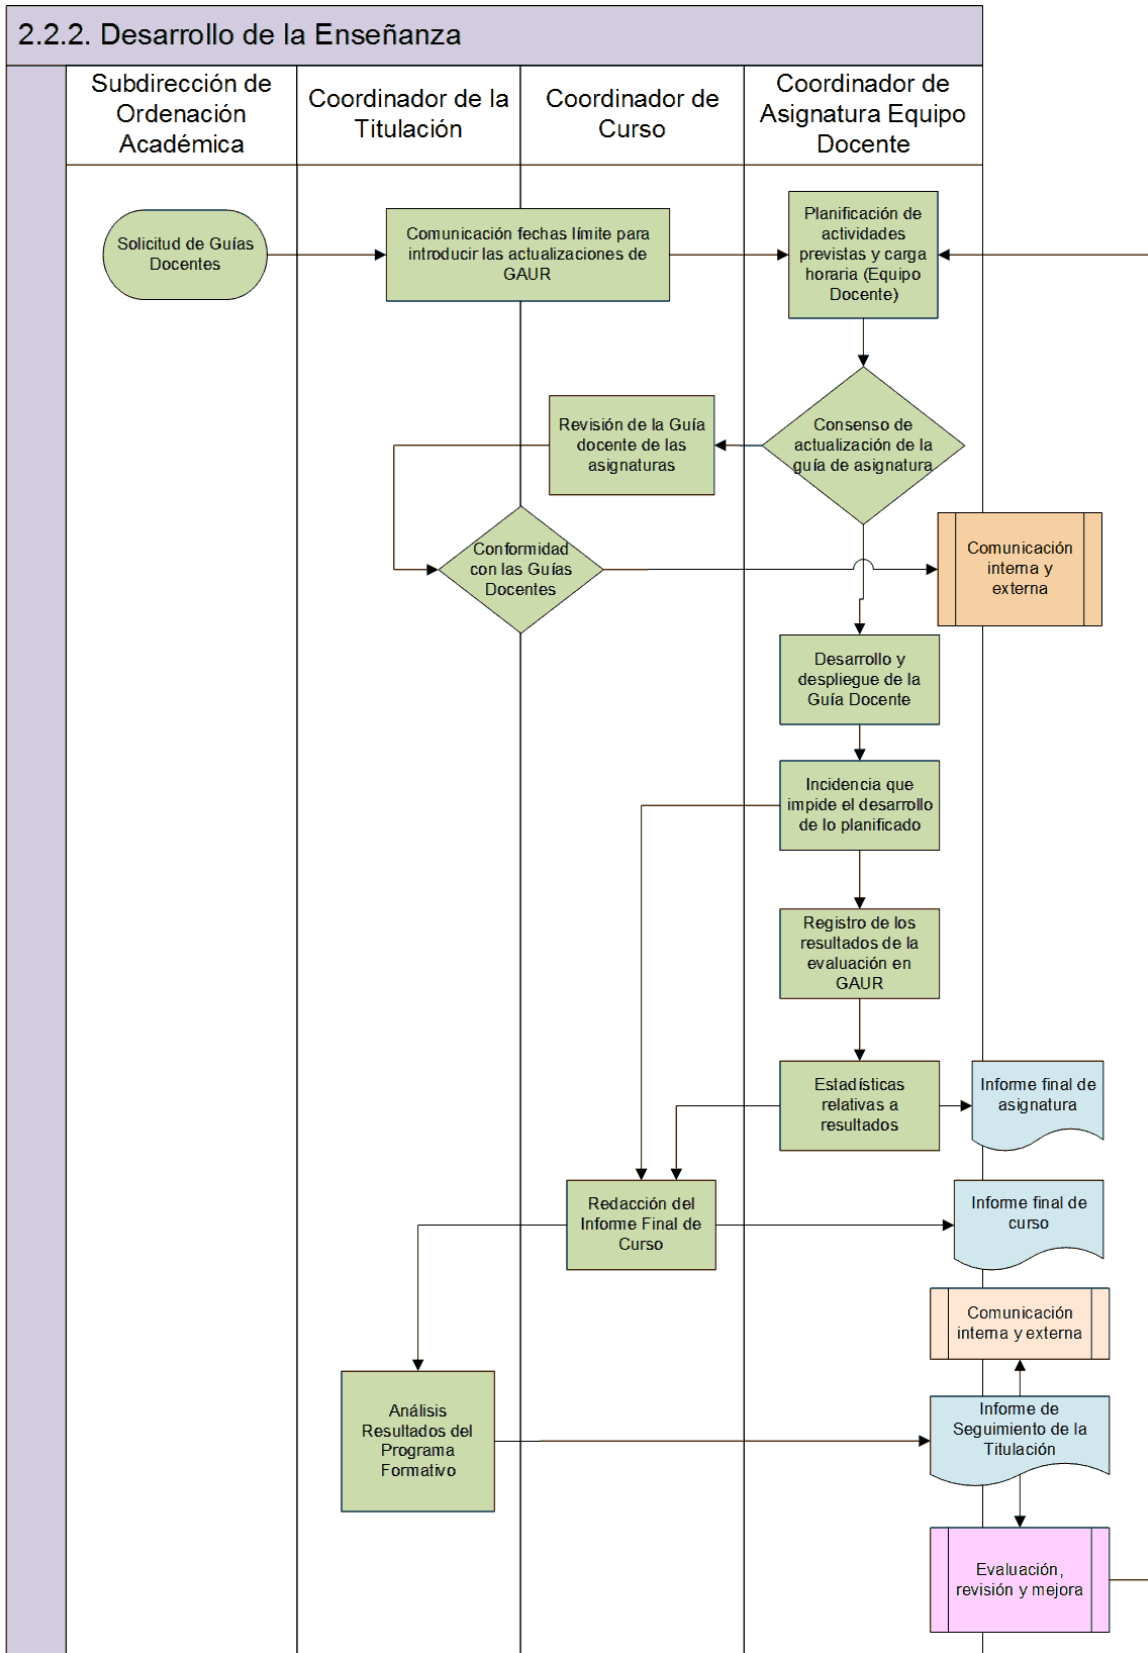 2.2.2. Desarrollo de la Enseñanza
Subdirección de
Ordenación
Académica
Coordinador de la
Titulación
Coordinador de
Curso
Coordinador de
Asignatura Equipo
Docente
Solicitud de Guías
Docentes
Comunicación fechas límite para
introducir las actualizaciones de
GAUR
Planificación de
actividades
previstas y carga
horaria (Equipo
Docente)
Consenso de
actualización de la
guía de asignatura
Revisión de la Guía
docente de las
asignaturas
Conformidad
con las Guías
Docentes
Comunicación
interna y
externa
Desarrollo y
despliegue de la
Guía Docente
Incidencia que
impide el desarrollo
de lo planificado
Registro de los
resultados de la
evaluación en
GAUR
Estadísticas
relativas a
resultados
Informe final de
asignatura
Redacción del
Informe Final de
Curso
Informe final de
curso
Comunicación
interna y externa
Análisis
Resultados del
Programa
Formativo
Informe de
Seguimiento de la
Titulación
Evaluación,
revisión y mejora